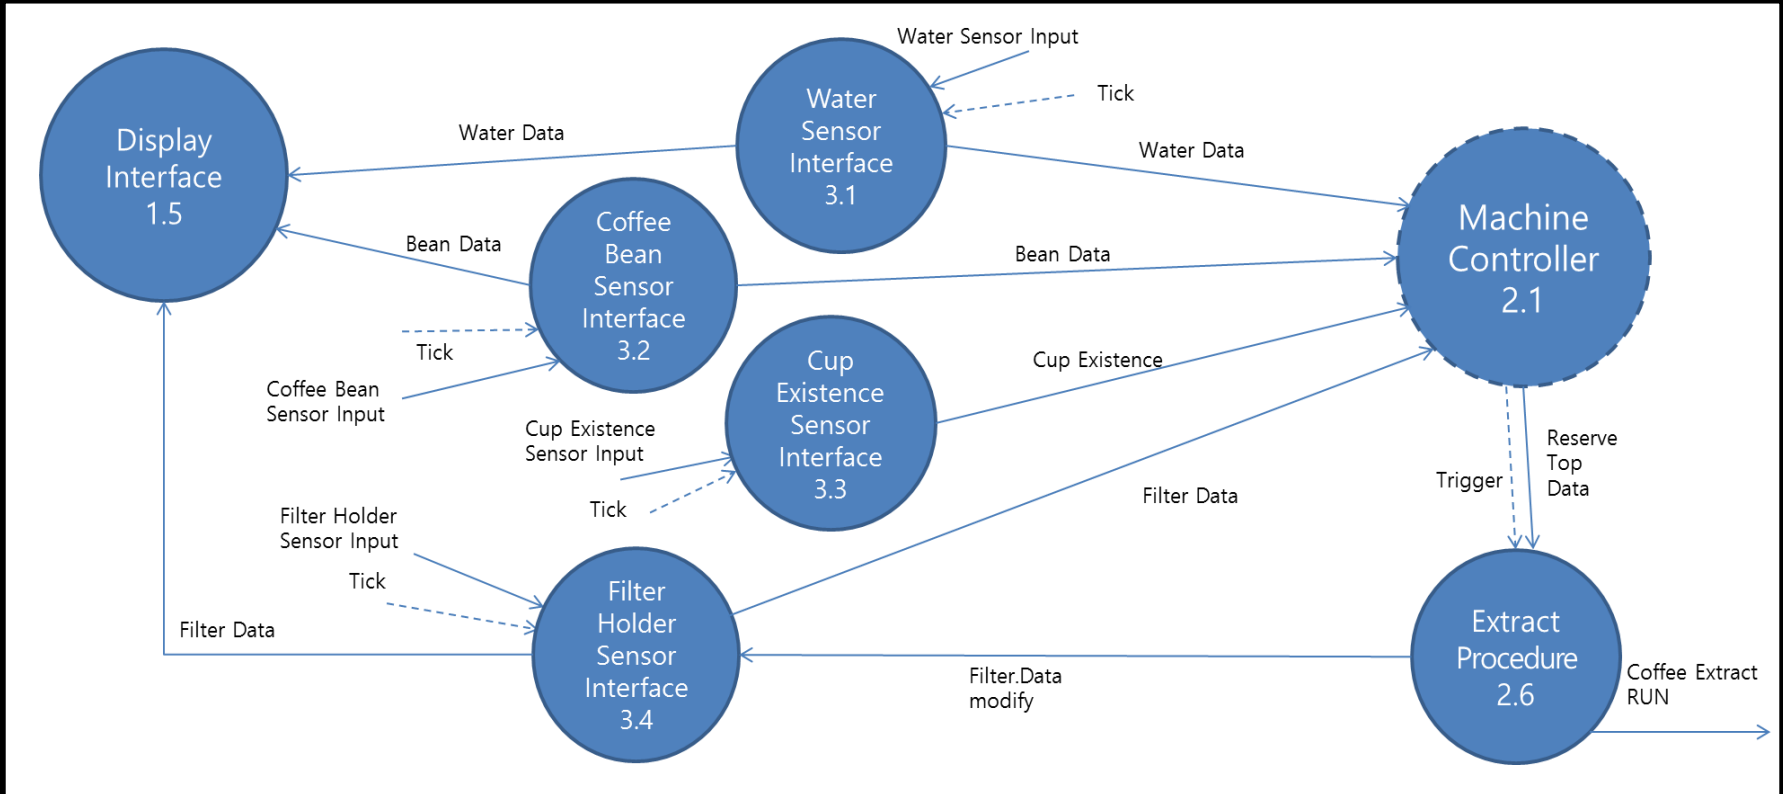 Water Sensor Input
Tick
Water
Sensor
Interface
3.1
Display
Interface
1.5
Water Data
Water Data
Machine
Controller
2.1
Coffee
Bean
Sensor
Interface
3.2
Bean Data
Bean Data
Tick
Coffee Bean
Sensor Input
Cup
Existence
Sensor
Interface
3.3
Cup Existence
Cup Existence
Sensor Input
Tick
Reserve
Top
Data
Trigger
Filter Data
Filter Holder
Sensor Input
Tick
Filter
Holder
Sensor
Interface
3.4
Filter Data
Filter.Data
modify
Extract
Procedure
2.6
Coffee Extract
RUN